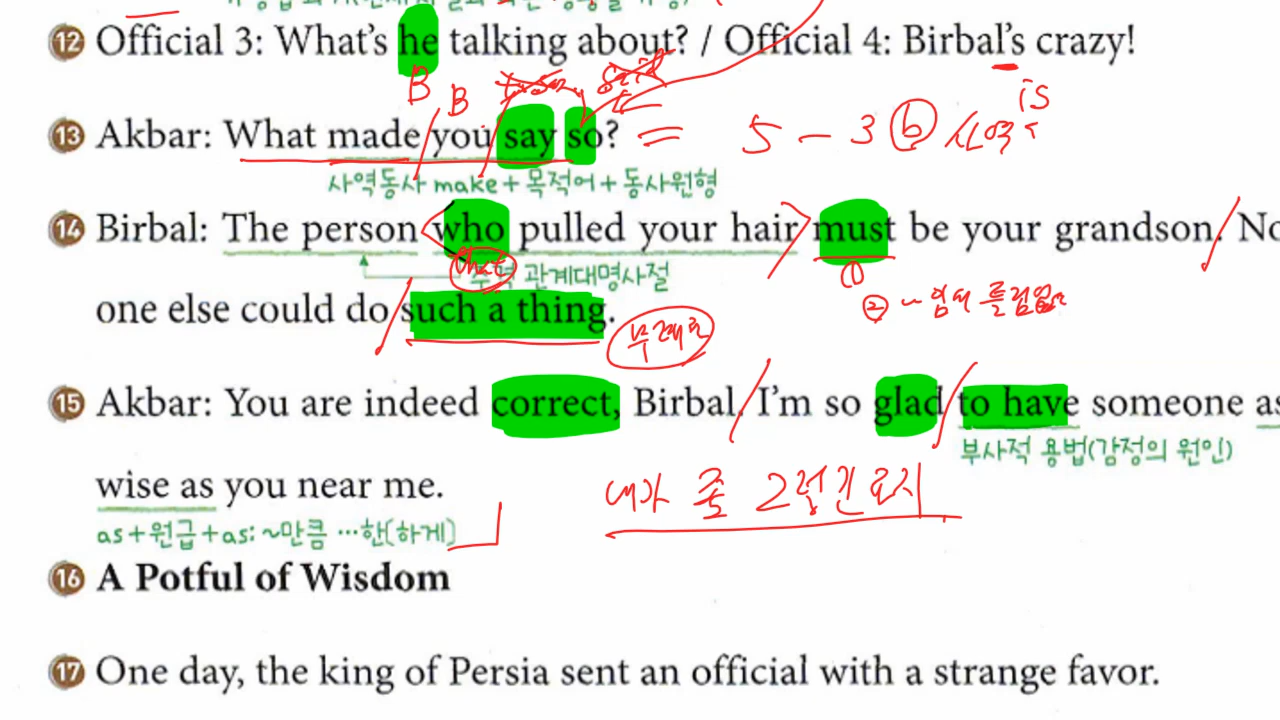 ⑫ Official 3: What's he talking about? / Official 4: Birbal's crazy!
B B
is
⑬ Akbar: What made you say so? = 5 - 3 ⓑ 사역
사역동사 make + 목적어 + 동사원형
⑭ Birbal: The person who pulled your hair must be your grandson. No
주격 관계대명사절
①
② ~임에 틀림없다
one else could do such a thing.
⑮ Akbar: You are indeed correct, Birbal. I'm so glad to have someone as
부사적 용법(감정의 원인)
wise as you near me.
내가 좀 그렇긴 하지
as+원급+as: ~만큼 …한(하게)
⑯ A Potful of Wisdom
⑰ One day, the king of Persia sent an official with a strange favor.